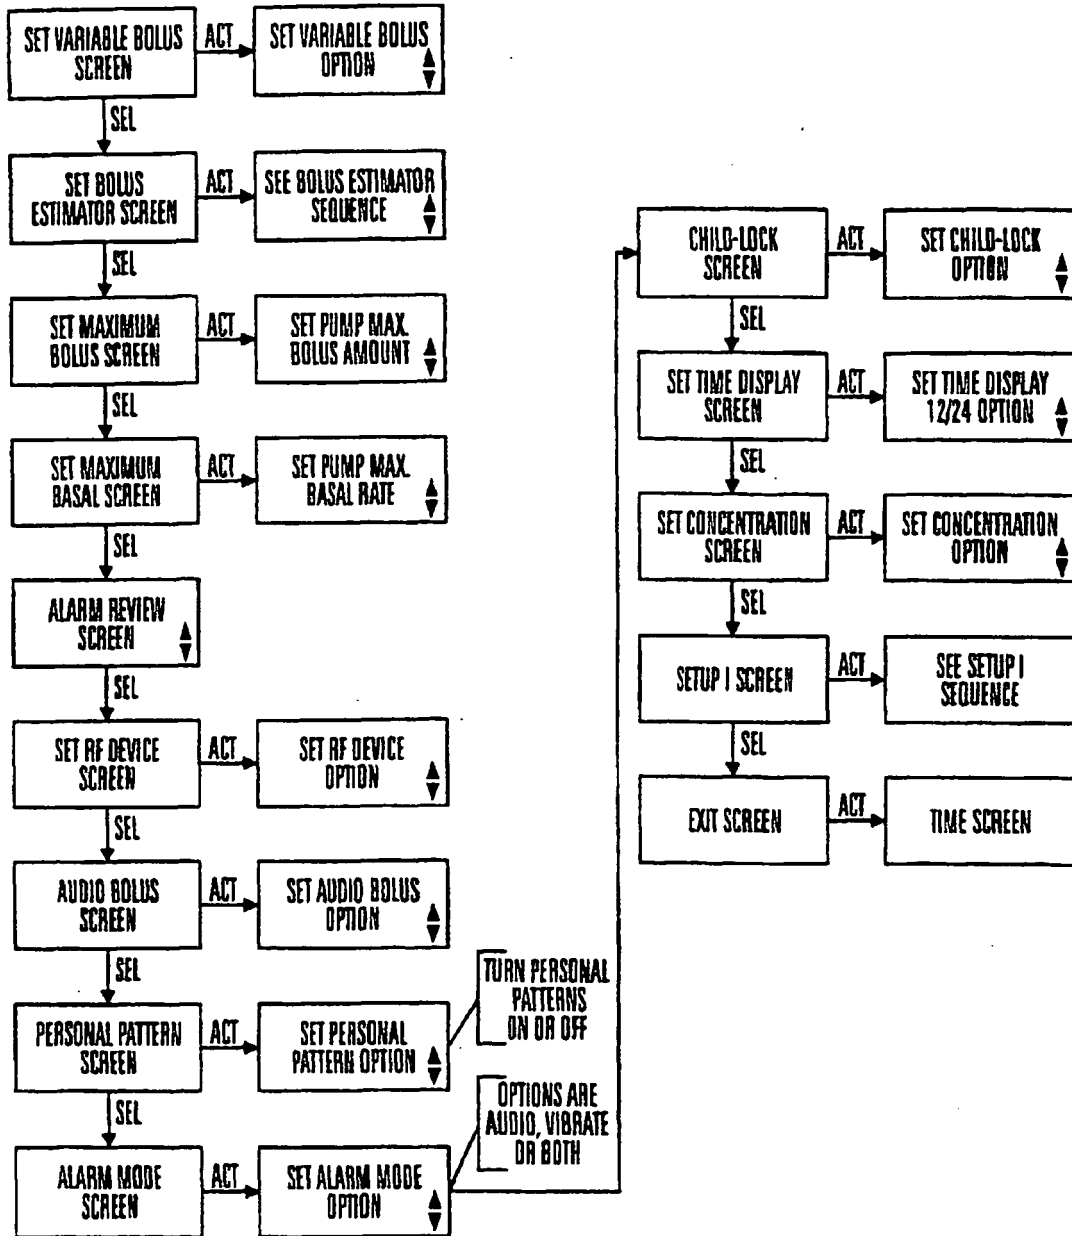 SET VARIABLE BOLUS
SCREEN
ACT
SET VARIABLE BOLUS
OPTION
SEL
SET BOLUS
ESTIMATOR SCREEN
ACT
SEE BOLUS ESTIMATOR
SEQUENCE
SEL
SET MAXIMUM
BOLUS SCREEN
ACT
SET PUMP MAX.
BOLUS AMOUNT
SEL
SET MAXIMUM
BASAL SCREEN
ACT
SET PUMP MAX.
BASAL RATE
SEL
ALARM REVIEW
SCREEN
SEL
SET RF DEVICE
SCREEN
ACT
SET RF DEVICE
OPTION
SEL
AUDIO BOLUS
SCREEN
ACT
SET AUDIO BOLUS
OPTION
SEL
PERSONAL PATTERN
SCREEN
ACT
SET PERSONAL
PATTERN OPTION
TURN PERSONAL
PATTERNS
ON OR OFF
SEL
ALARM MODE
SCREEN
ACT
SET ALARM MODE
OPTION
OPTIONS ARE
AUDIO, VIBRATE
OR BOTH
CHILD-LOCK
SCREEN
ACT
SET CHILD-LOCK
OPTION
SEL
SET TIME DISPLAY
SCREEN
ACT
SET TIME DISPLAY
12/24 OPTION
SEL
SET CONCENTRATION
SCREEN
ACT
SET CONCENTRATION
OPTION
SEL
SETUP I SCREEN
ACT
SEE SETUP I
SEQUENCE
SEL
EXIT SCREEN
ACT
TIME SCREEN